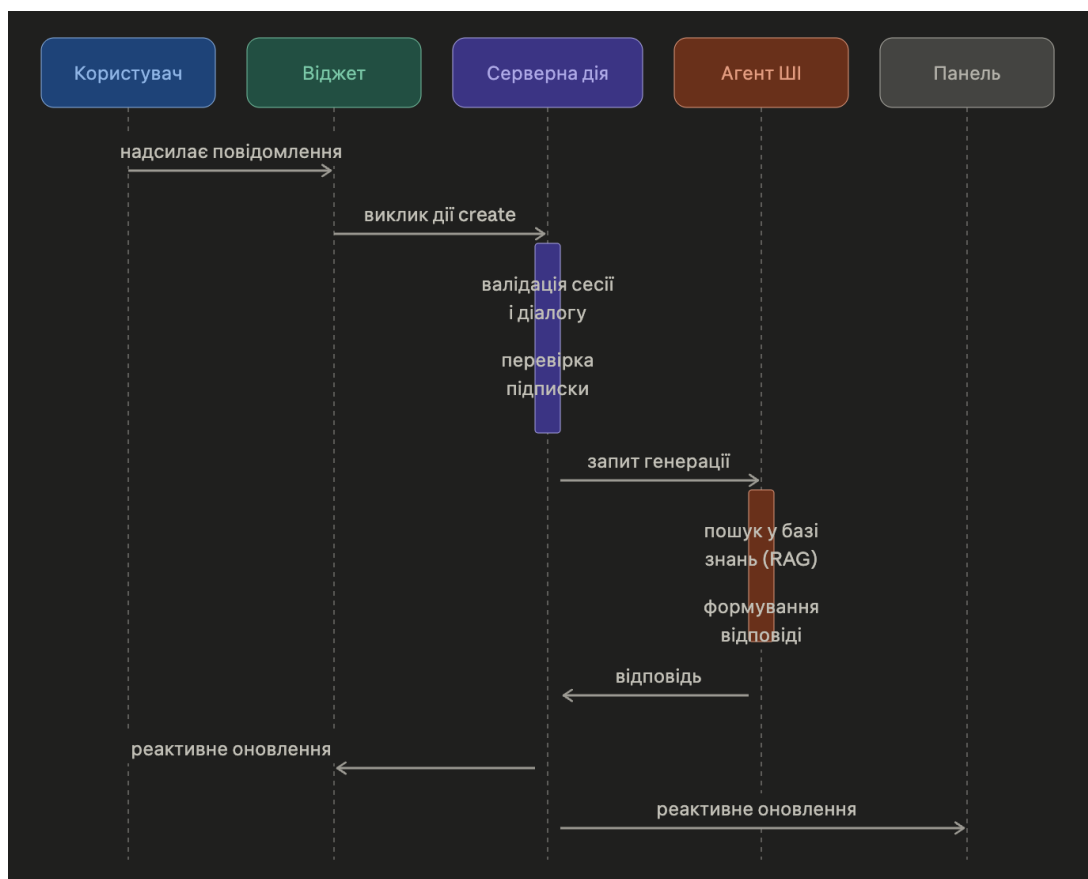 Користувач
Віджет
Серверна дія
Агент ШІ
Панель
надсилає повідомлення
виклик дії create
валідація сесії
і діалогу
перевірка
підписки
запит генерації
пошук у базі
знань (RAG)
формування
відповіді
відповідь
реактивне оновлення
реактивне оновлення